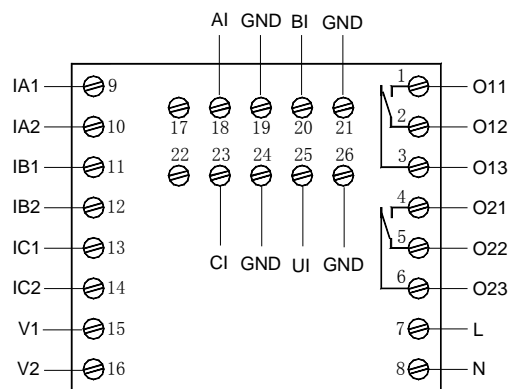 AI GND BI GND
IA1 9 1 O11
17 18 19 20 21
IA2 10 2 O12
22 23 24 25 26
IB1 11 3 O13
IB2 12 4 O21
CI GND UI GND
IC1 13 5 O22
IC2 14 6 O23
V1 15 7 L
V2 16 8 N